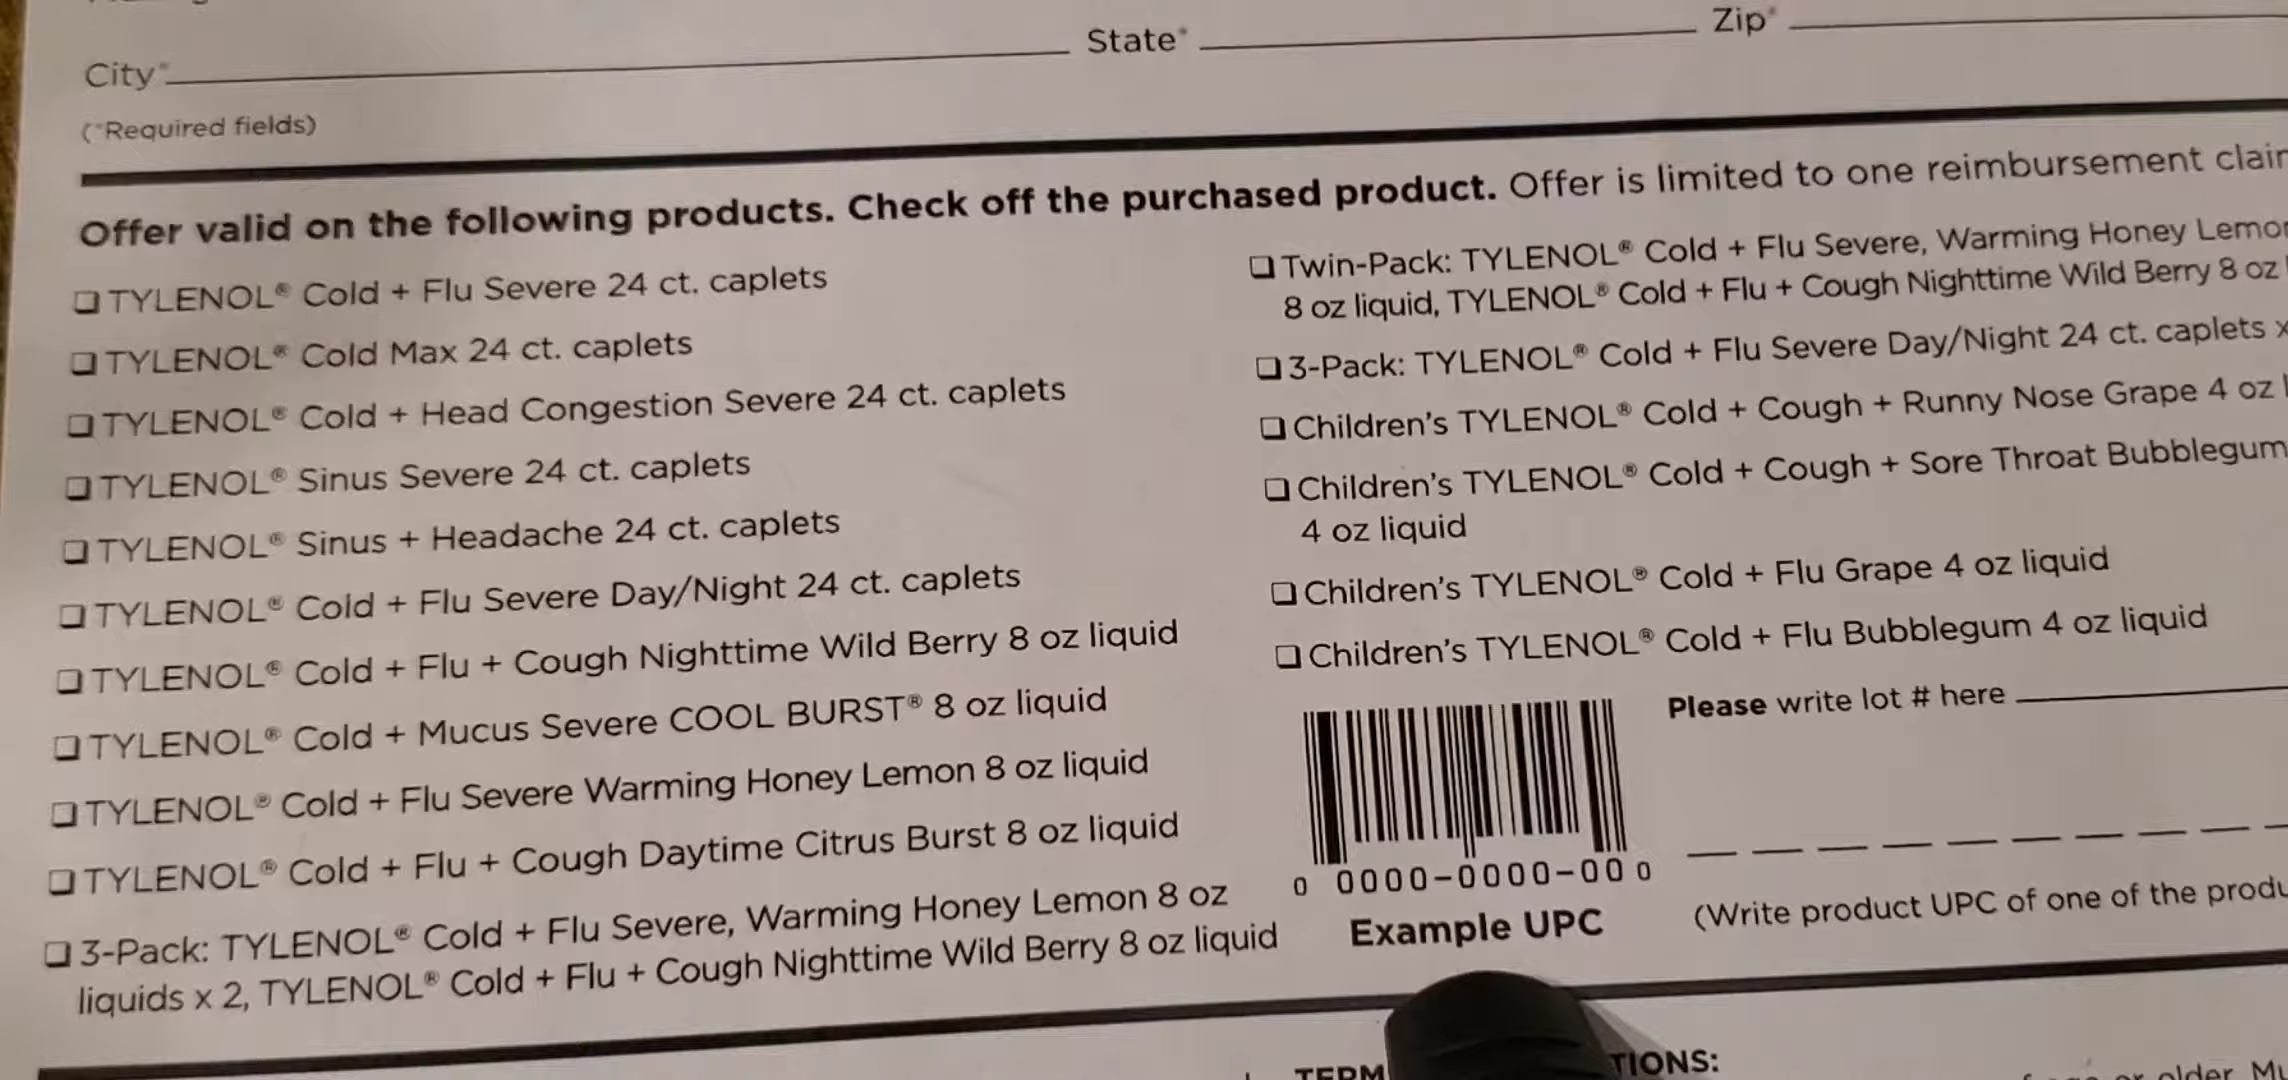 City* State* Zip*
(*Required fields)
Offer valid on the following products. Check off the purchased product. Offer is limited to one reimbursement
❑ TYLENOL® Cold + Flu Severe 24 ct. caplets
❑ TYLENOL® Cold Max 24 ct. caplets
❑ TYLENOL® Cold + Head Congestion Severe 24 ct. caplets
❑ TYLENOL® Sinus Severe 24 ct. caplets
❑ TYLENOL® Sinus + Headache 24 ct. caplets
❑ TYLENOL® Cold + Flu Severe Day/Night 24 ct. caplets
❑ TYLENOL® Cold + Flu + Cough Nighttime Wild Berry 8 oz liquid
❑ TYLENOL® Cold + Mucus Severe COOL BURST® 8 oz liquid
❑ TYLENOL® Cold + Flu Severe Warming Honey Lemon 8 oz liquid
❑ TYLENOL® Cold + Flu + Cough Daytime Citrus Burst 8 oz liquid
❑ 3-Pack: TYLENOL® Cold + Flu Severe, Warming Honey Lemon 8 oz
liquids x 2, TYLENOL® Cold + Flu + Cough Nighttime Wild Berry 8 oz liquid
❑ Twin-Pack: TYLENOL® Cold + Flu Severe, Warming Honey
8 oz liquid, TYLENOL® Cold + Flu + Cough Nighttime Wild Berry 8 oz
❑ 3-Pack: TYLENOL® Cold + Flu Severe Day/Night 24 ct. caplets x
❑ Children's TYLENOL® Cold + Cough + Runny Nose Grape 4 oz
❑ Children's TYLENOL® Cold + Cough + Sore Throat Bubblegum
4 oz liquid
❑ Children's TYLENOL® Cold + Flu Grape 4 oz liquid
❑ Children's TYLENOL® Cold + Flu Bubblegum 4 oz liquid
Please write lot # here
0 0000-0000-00 0
Example UPC
(Write product UPC of one of the
or older.